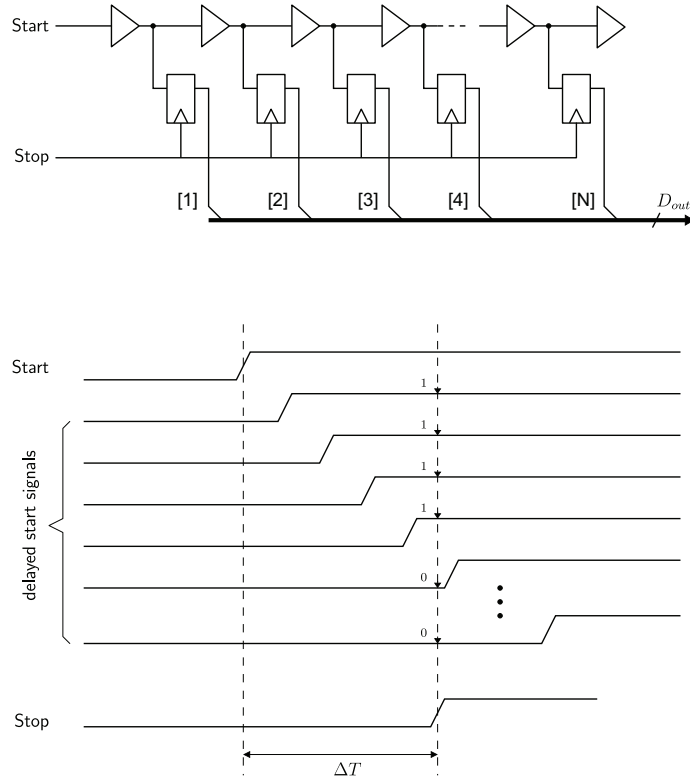 Start
Stop
[1] [2] [3] [4] [N] D_out
Start
1
1
1
1
0
0
delayed start signals
Stop
ΔT